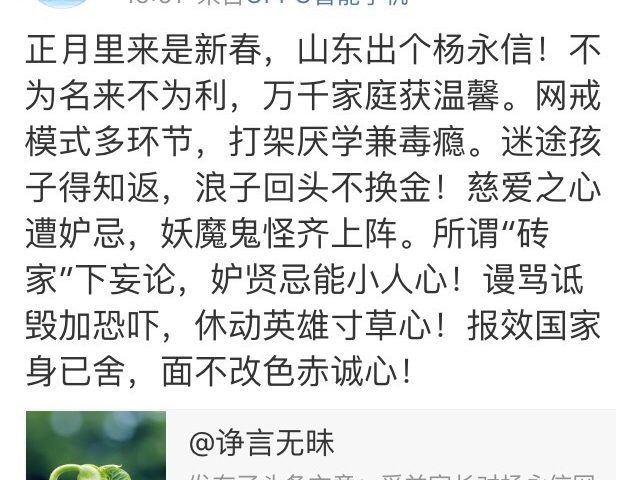 正月里来是新春，山东出个杨永信！不
为名来不为利，万千家庭获温馨。网戒
模式多环节，打架厌学兼毒瘾。迷途孩
子得知返，浪子回头不换金！慈爱之心
遭妒忌，妖魔鬼怪齐上阵。所谓“砖
家”下妄论，妒贤忌能小人心！谩骂诋
毁加恐吓，休动英雄寸草心！报效国家
身已舍，面不改色赤诚心！
@诤言无昧